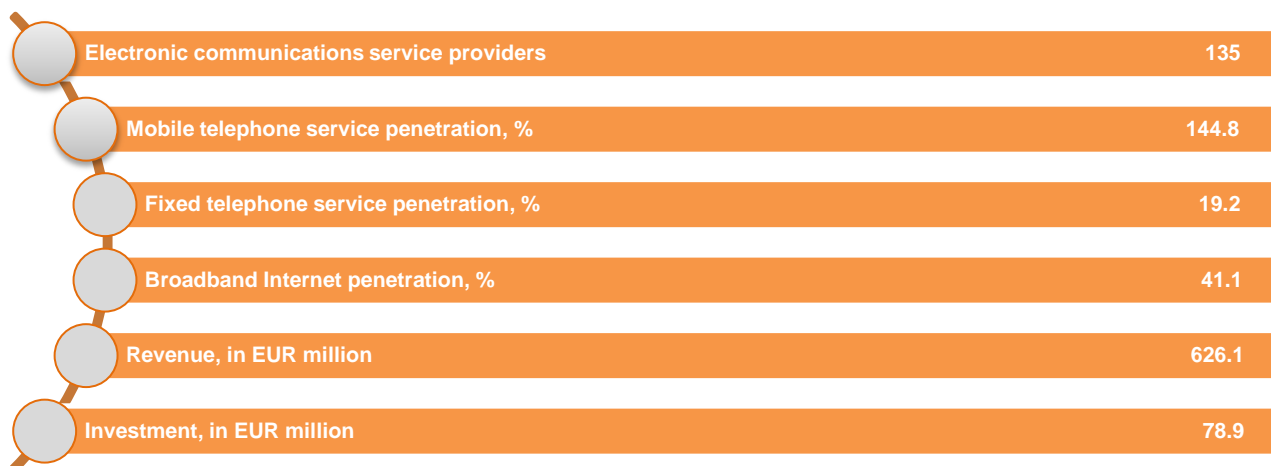 Electronic communications service providers 135
Mobile telephone service penetration, % 144.8
Fixed telephone service penetration, % 19.2
Broadband Internet penetration, % 41.1
Revenue, in EUR million 626.1
Investment, in EUR million 78.9